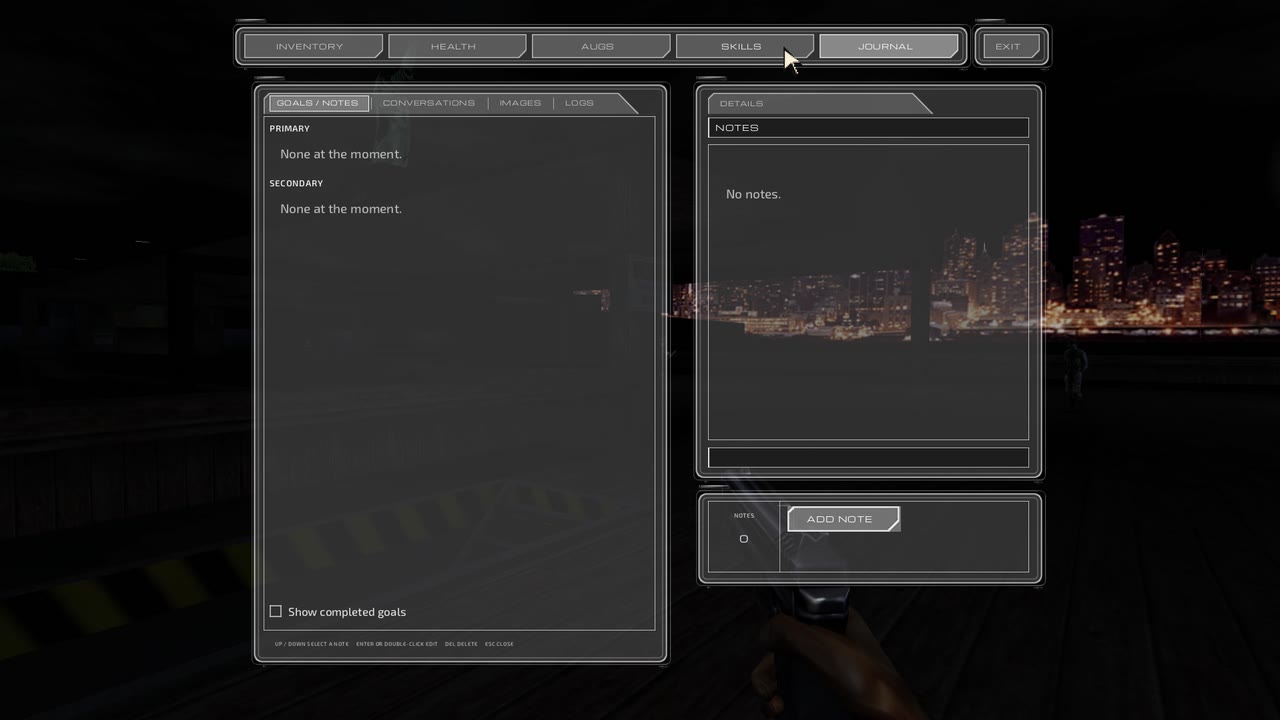 INVENTORY HEALTH AUGS SKILLS JOURNAL EXIT
GOALS / NOTES CONVERSATIONS IMAGES LOGS
PRIMARY
None at the moment.
SECONDARY
None at the moment.
Show completed goals
UP / DOWN SELECT A NOTE ENTER OR DOUBLE-CLICK EDIT DEL DELETE ESC CLOSE
DETAILS
NOTES
No notes.
NOTES
0
ADD NOTE